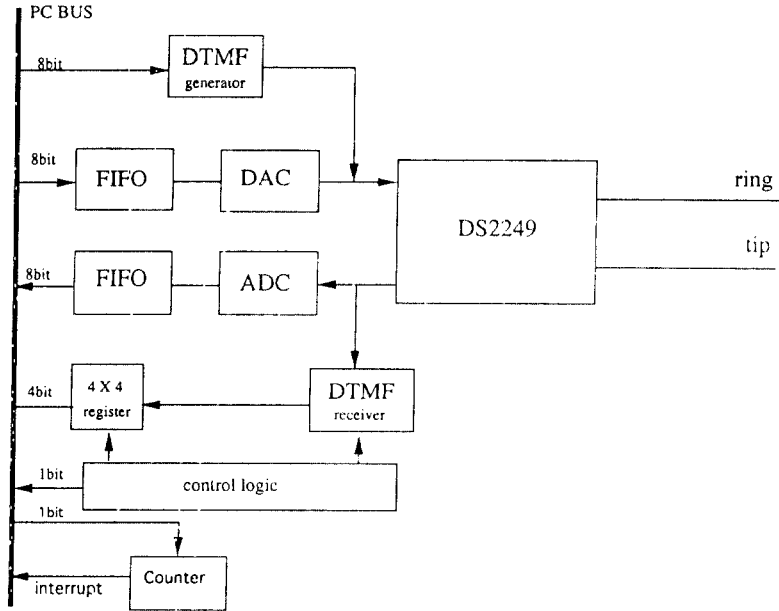 PC BUS
8bit
DTMF
generator
8bit
FIFO
DAC
ring
DS2249
tip
8bit
FIFO
ADC
4bit
4 X 4
register
DTMF
receiver
1bit
control logic
1bit
interrupt
Counter